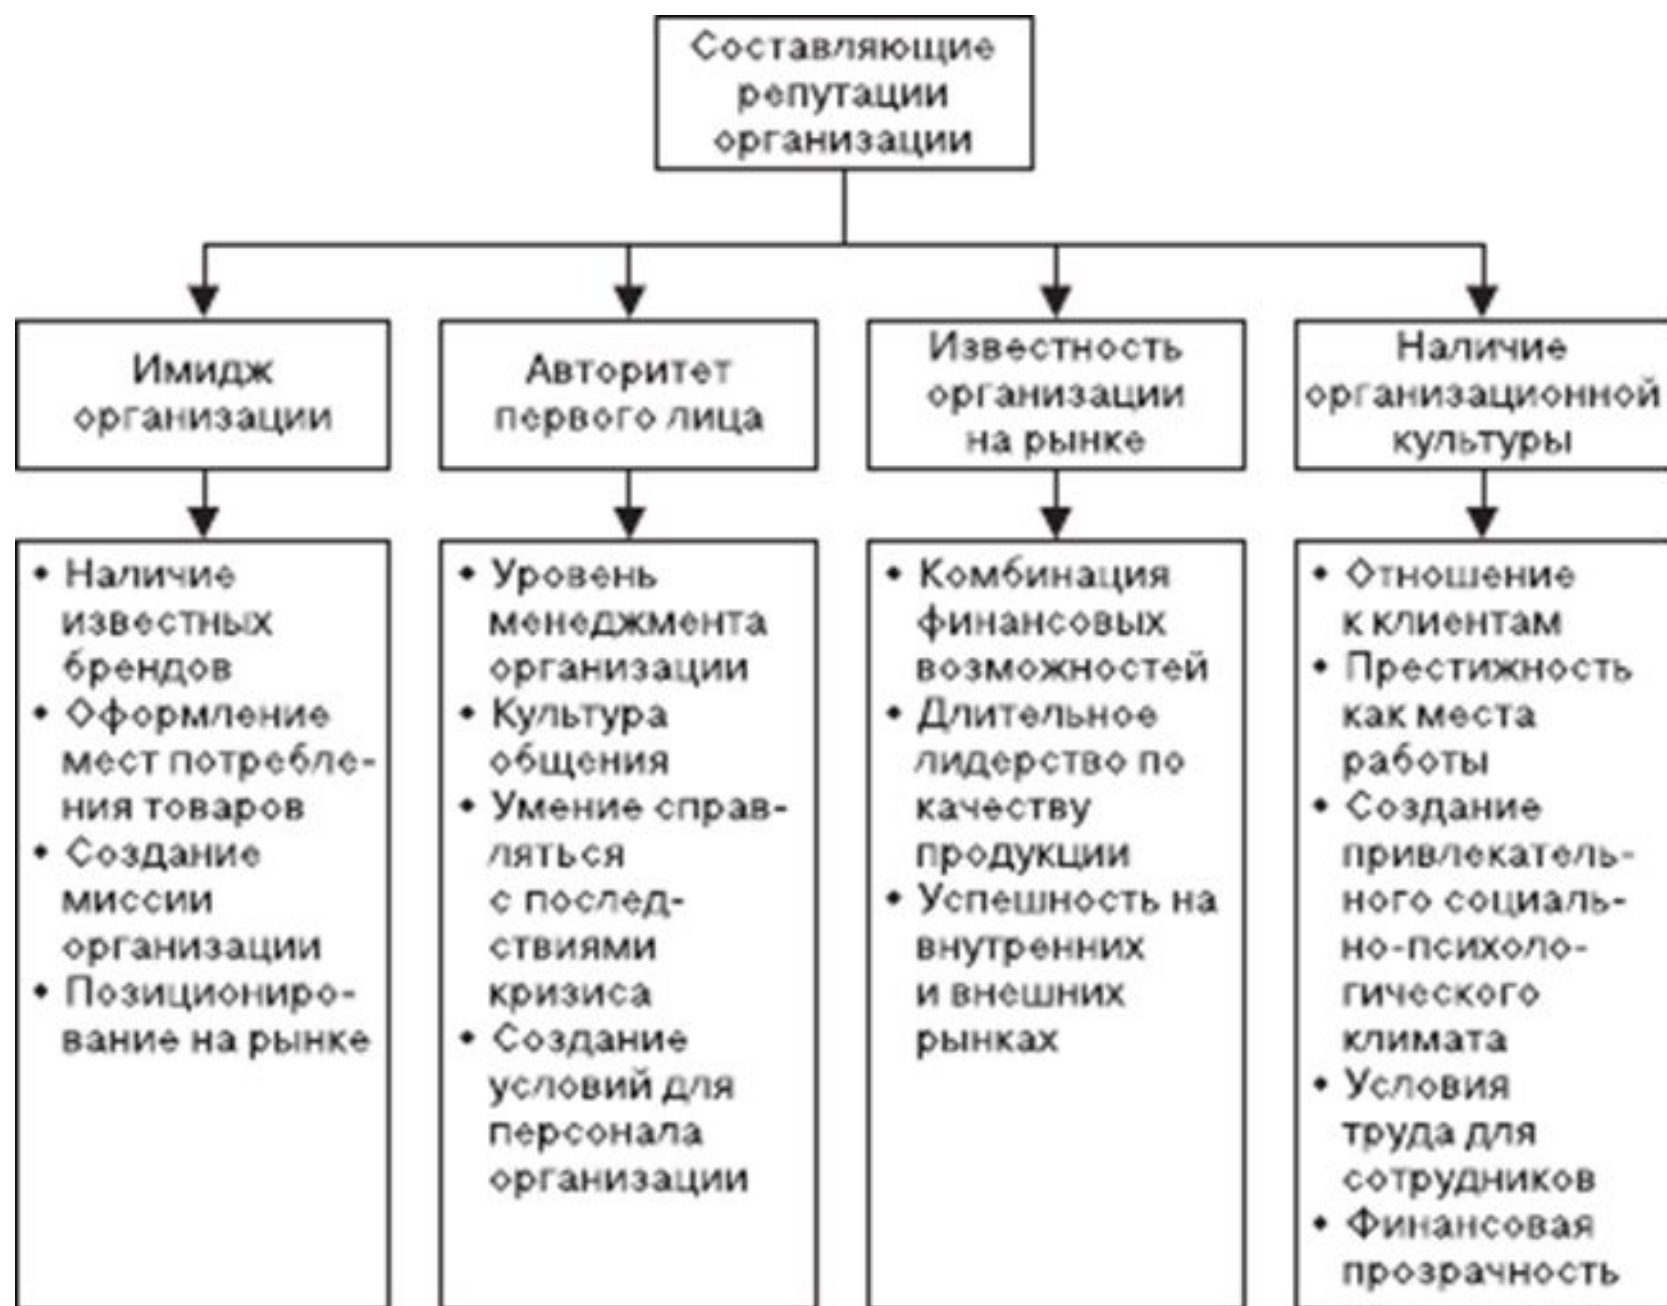 Составляющие
репутации
организации
Имидж
организации
Авторитет
первого лица
Известность
организации
на рынке
Наличие
организационной
культуры
• Наличие
известных
брендов
• Оформление
мест потребле-
ния товаров
• Создание
миссии
организации
• Позициониро-
вание на рынке
• Уровень
менеджмента
организации
• Культура
общения
• Умение справ-
ляться
с послед-
ствиями
кризиса
• Создание
условий для
персонала
организации
• Комбинация
финансовых
возможностей
• Длительное
лидерство по
качеству
продукции
• Успешность на
внутренних
и внешних
рынках
• Отношение
к клиентам
• Престижность
как места
работы
• Создание
привлекатель-
ного социаль-
но-психоло-
гического
климата
• Условия
труда для
сотрудников
• Финансовая
прозрачность